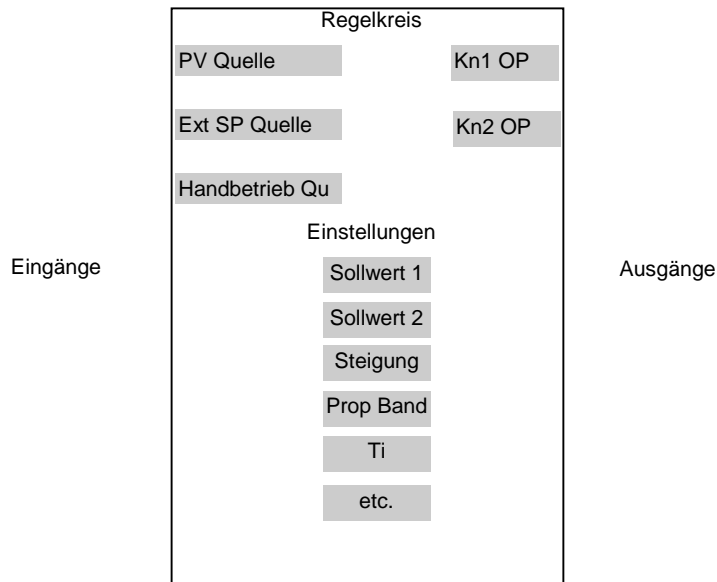 Regelkreis
PV Quelle
Kn1 OP
Ext SP Quelle
Kn2 OP
Handbetrieb Qu
Einstellungen
Eingänge
Sollwert 1
Ausgänge
Sollwert 2
Steigung
Prop Band
Ti
etc.